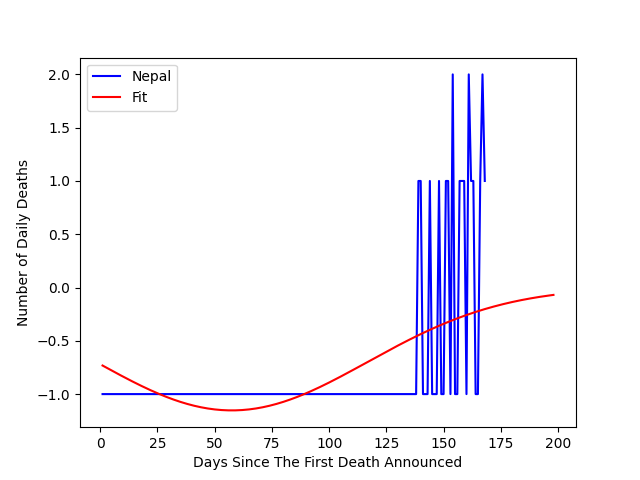 Nepal
Fit
2.0
1.5
1.0
0.5
0.0
−0.5
−1.0
Number of Daily Deaths
0 25 50 75 100 125 150 175 200
Days Since The First Death Announced